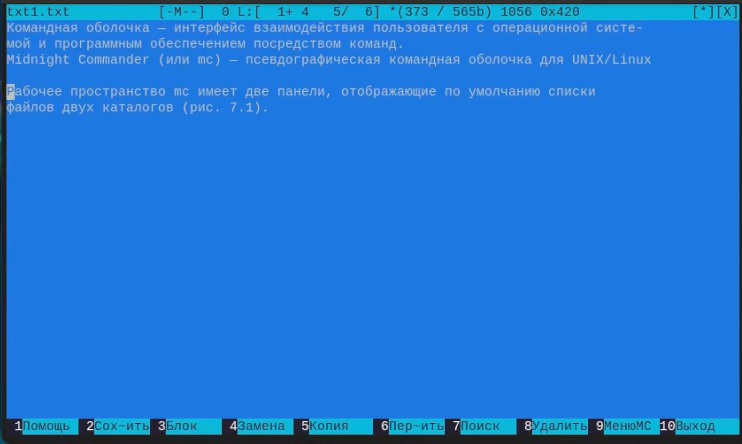 txt1.txt [-M--] 0 L:[ 1+ 4 5/ 6] *(373 / 565b) 1056 0x420 [*][X]
Командная оболочка — интерфейс взаимодействия пользователя с операционной систе-
мой и программным обеспечением посредством команд.
Midnight Commander (или mc) — псевдографическая командная оболочка для UNIX/Linux
Рабочее пространство mc имеет две панели, отображающие по умолчанию списки
файлов двух каталогов (рис. 7.1).
1Помощь 2Сох~ить 3Блок 4Замена 5Копия 6Пер~ить 7Поиск 8Удалить 9МенюMC 10Выход